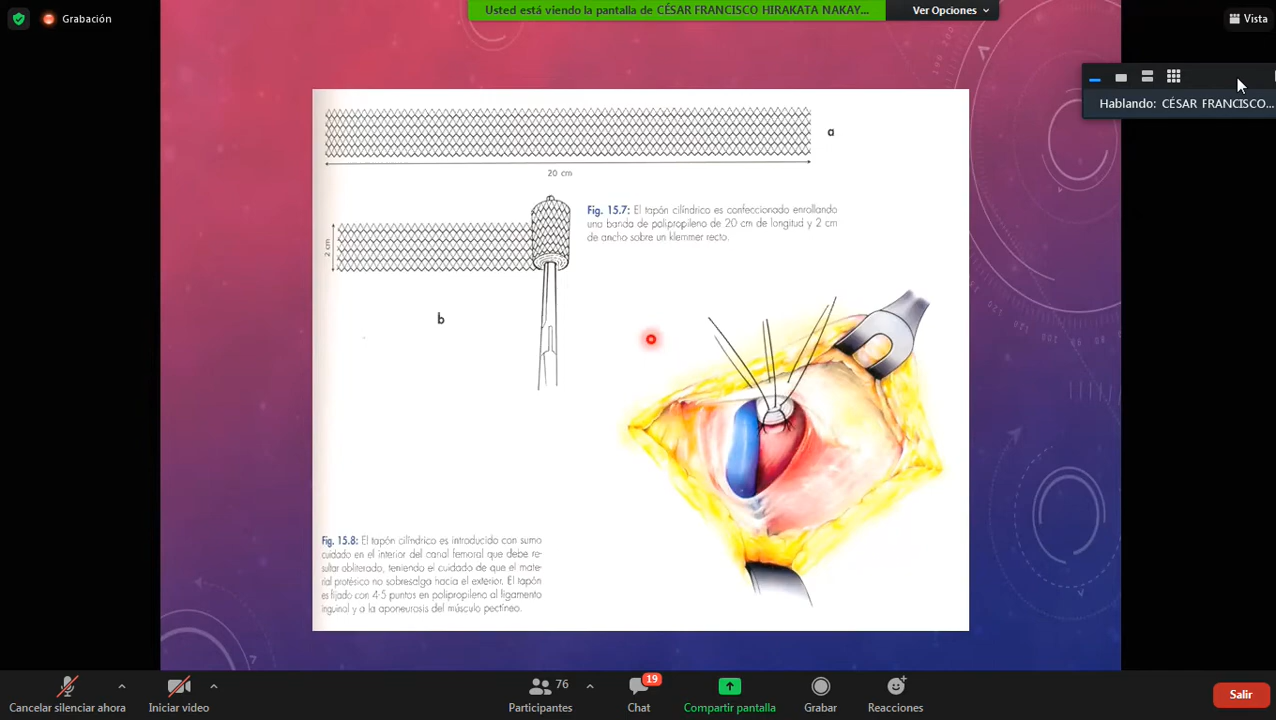 Grabación
Usted está viendo la pantalla de CÉSAR FRANCISCO HIRAKATA NAKAY...
Ver Opciones
Vista
Hablando: CÉSAR FRANCISCO...
a
20 cm
Fig. 15.7: El tapón cilíndrico es confeccionado enrollando
una banda de polipropileno de 20 cm de longitud y 2 cm
de ancho sobre un klemmer recto.
2 cm
b
Fig. 15.8: El tapón cilíndrico es introducido con sumo
cuidado en el interior del canal femoral que debe re-
sultar obliterado, teniendo el cuidado de que el mate-
rial protésico no sobresalga hacia el exterior. El tapón
es fijado con 4-5 puntos en polipropileno al ligamento
inguinal y a la aponeurosis del músculo pectíneo.
Cancelar silenciar ahora
Iniciar video
76
Participantes
19
Chat
Compartir pantalla
Grabar
Reacciones
Salir